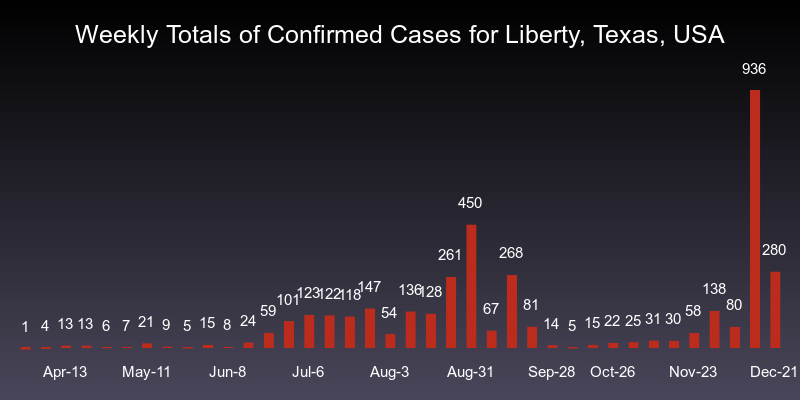 Weekly Totals of Confirmed Cases for Liberty, Texas, USA
1 4 13 13 6 7 21 9 5 15 8 24 59 101 123 122 118 147 54 136 128 261 450 67 268 81 14 5 15 22 25 31 30 58 138 80 936 280
Apr-13 May-11 Jun-8 Jul-6 Aug-3 Aug-31 Sep-28 Oct-26 Nov-23 Dec-21